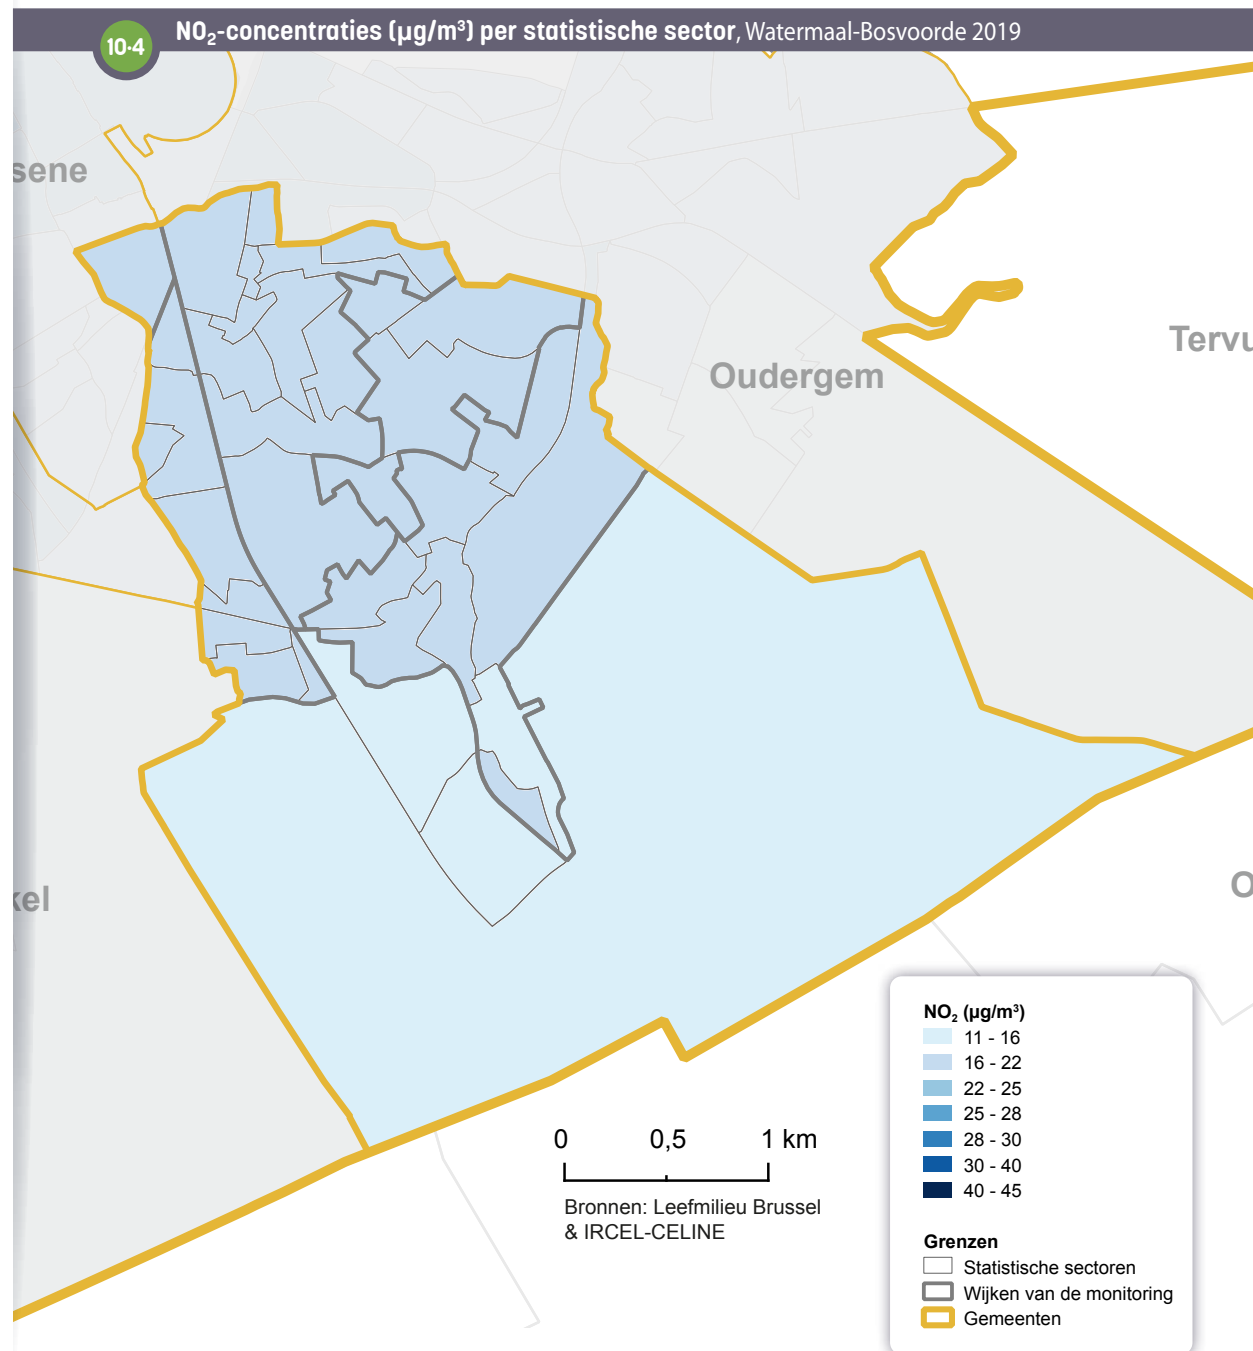 10·4
NO₂-concentraties (µg/m³) per statistische sector, Watermaal-Bosvoorde 2019
sene
Oudergem
Tervu
kel
O
NO₂ (µg/m³)
11 - 16
16 - 22
22 - 25
25 - 28
28 - 30
30 - 40
40 - 45
0 0,5 1 km
Bronnen: Leefmilieu Brussel
& IRCEL-CELINE
Grenzen
Statistische sectoren
Wijken van de monitoring
Gemeenten